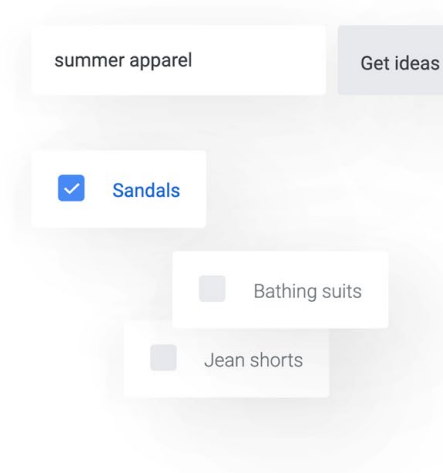 summer apparel
Get ideas
Sandals
Bathing suits
Jean shorts